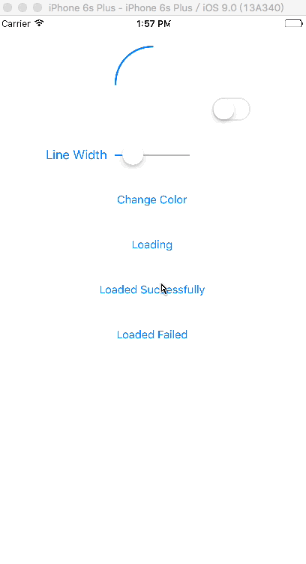 iPhone 6s Plus - iPhone 6s Plus / iOS 9.0 (13A340)
Carrier 1:57 PM
Line Width
Change Color
Loading
Loaded Successfully
Loaded Failed